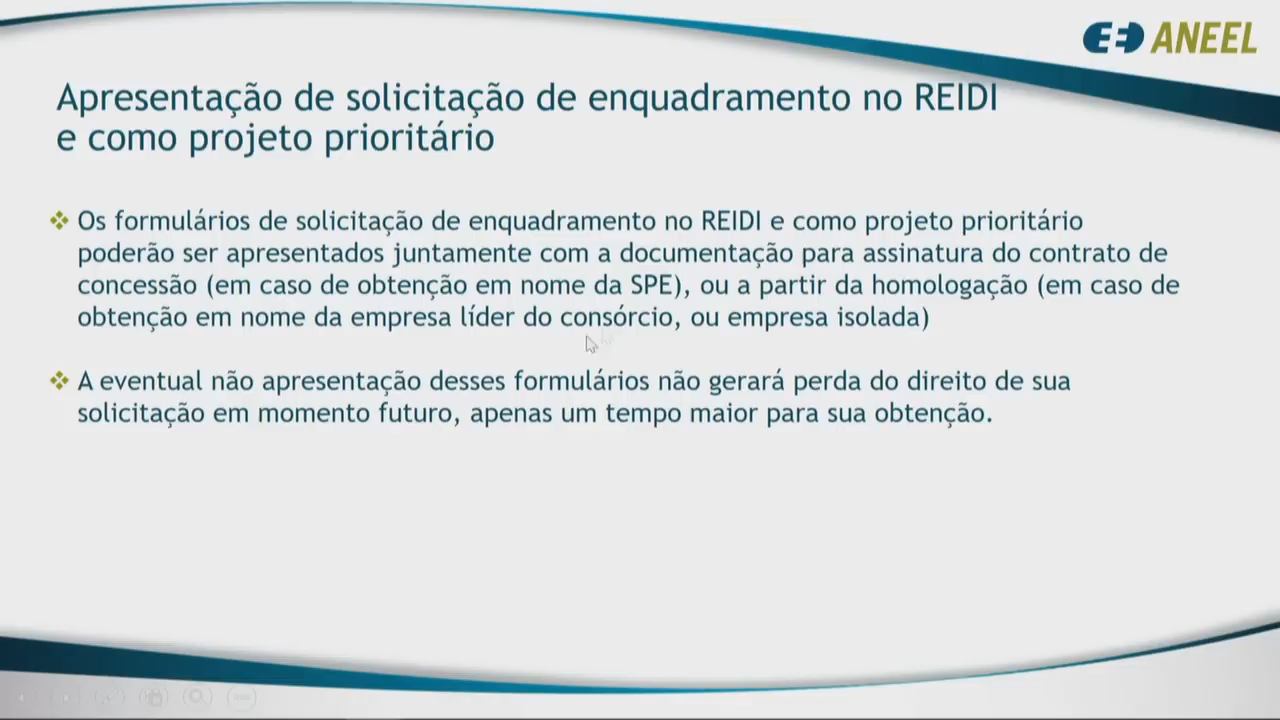 ANEEL
Apresentação de solicitação de enquadramento no REIDI
e como projeto prioritário
Os formulários de solicitação de enquadramento no REIDI e como projeto prioritário
poderão ser apresentados juntamente com a documentação para assinatura do contrato de
concessão (em caso de obtenção em nome da SPE), ou a partir da homologação (em caso de
obtenção em nome da empresa líder do consórcio, ou empresa isolada)
A eventual não apresentação desses formulários não gerará perda do direito de sua
solicitação em momento futuro, apenas um tempo maior para sua obtenção.